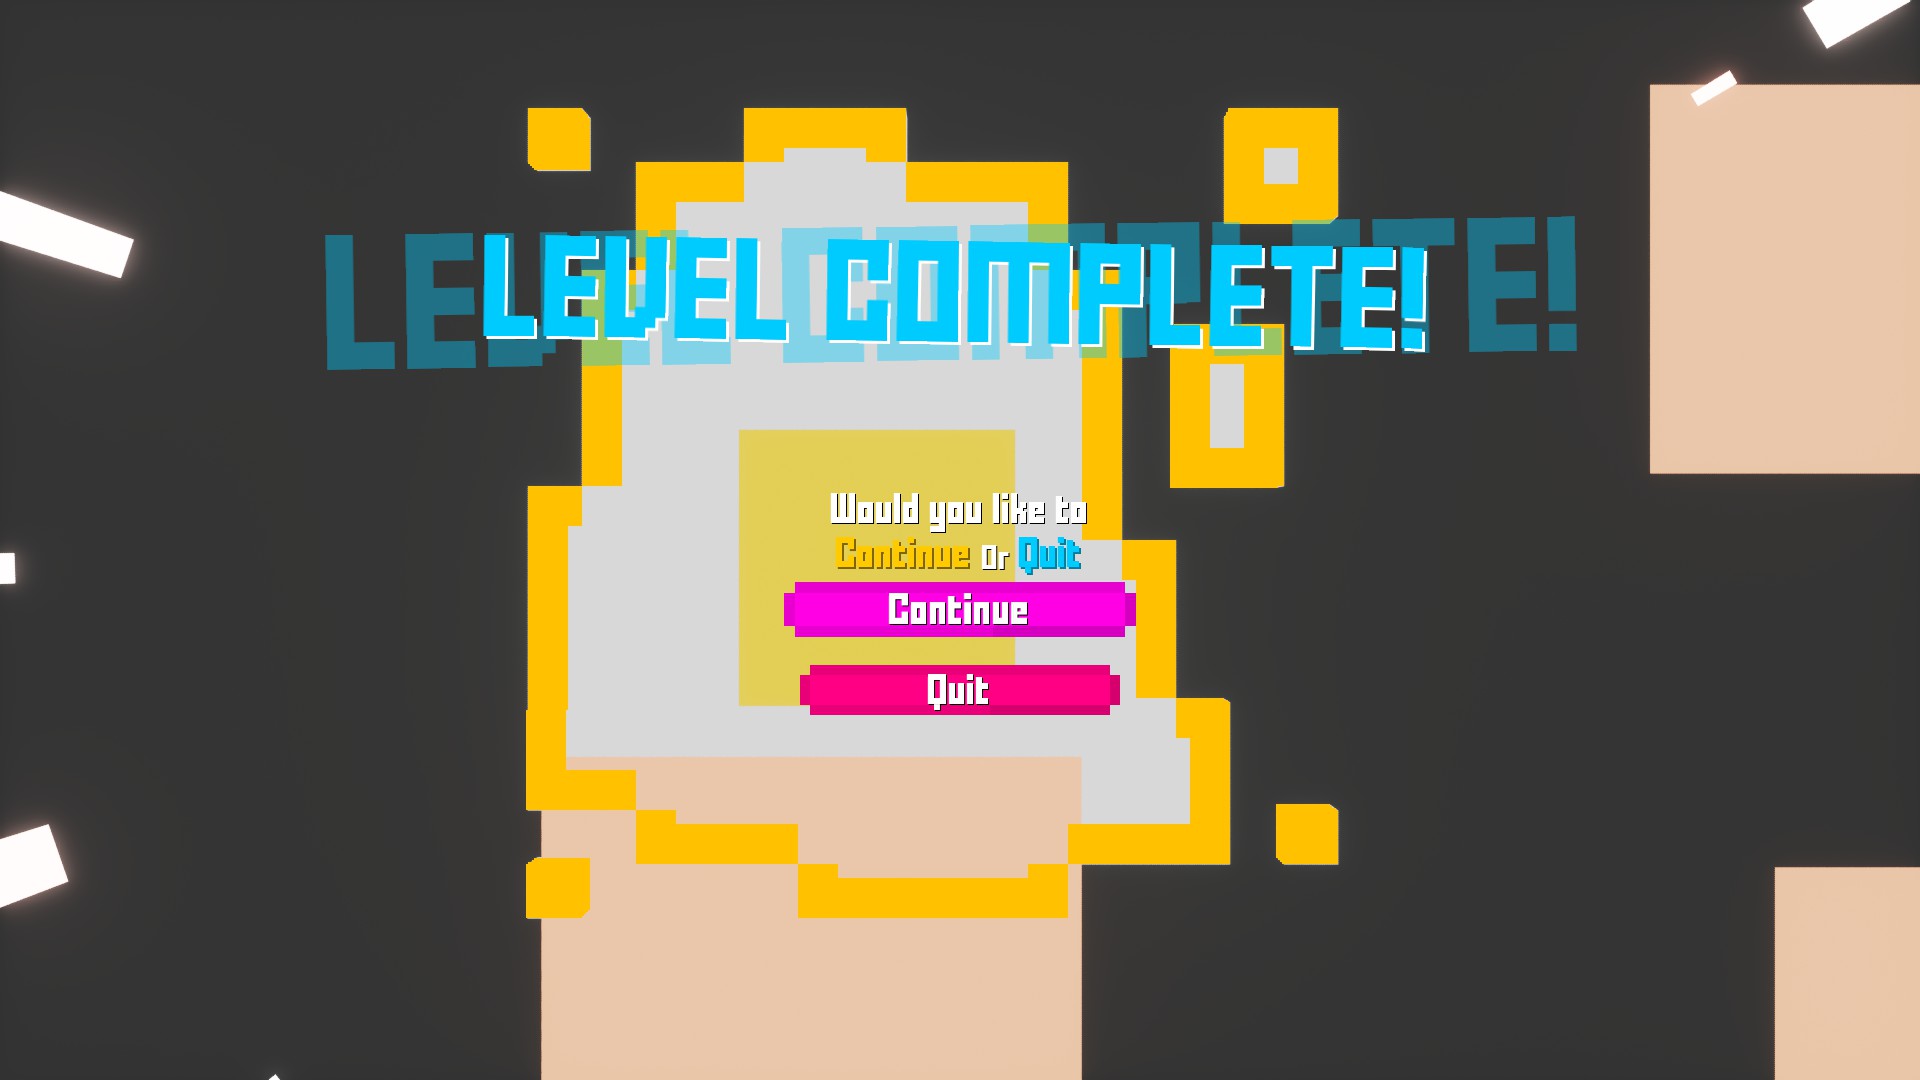 LEVEL COMPLETE!
Would you like to
Continue Or Quit
Continue
Quit